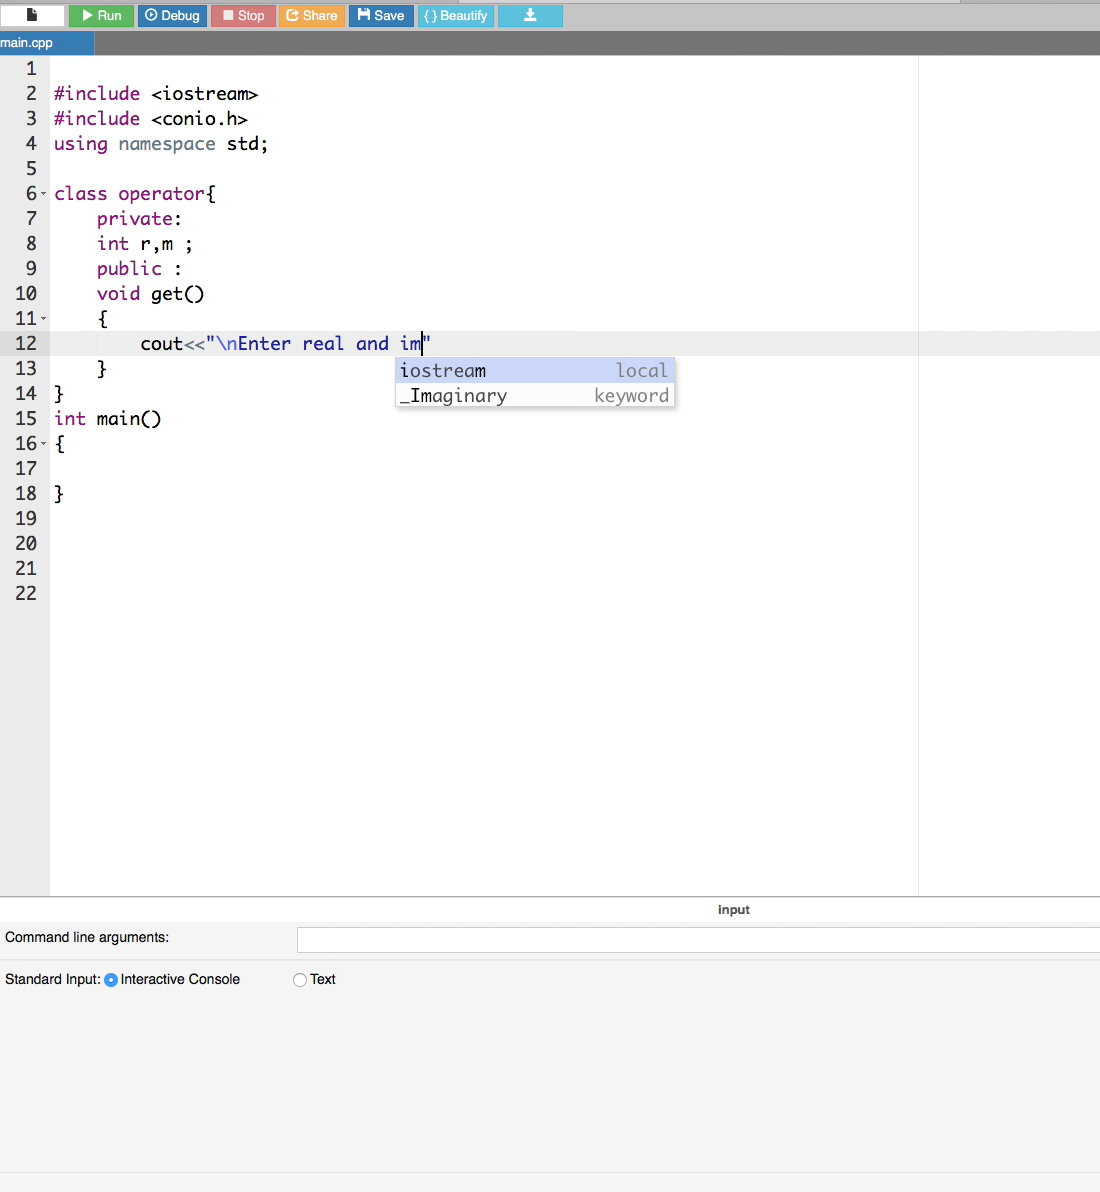 Run Debug Stop Share Save {} Beautify
main.cpp
1
2 #include <iostream>
3 #include <conio.h>
4 using namespace std;
5
6 class operator{
7 private:
8 int r,m ;
9 public :
10 void get()
11 {
12 cout<<"\nEnter real and im"
iostream local
13 }
_Imaginary keyword
14 }
15 int main()
16 {
17
18 }
19
20
21
22
input
Command line arguments:
Standard Input: Interactive Console Text